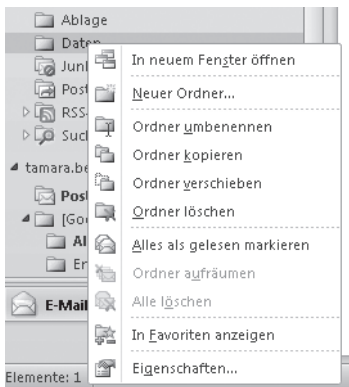 Ablage
Daten
In neuem Fenster öffnen
Neuer Ordner...
RSS-
Ordner umbenennen
Ordner kopieren
tamara.be
Ordner verschieben
Ordner löschen
Alles als gelesen markieren
Ordner aufräumen
E-Mail
Alle löschen
In Favoriten anzeigen
Elemente: 1
Eigenschaften...